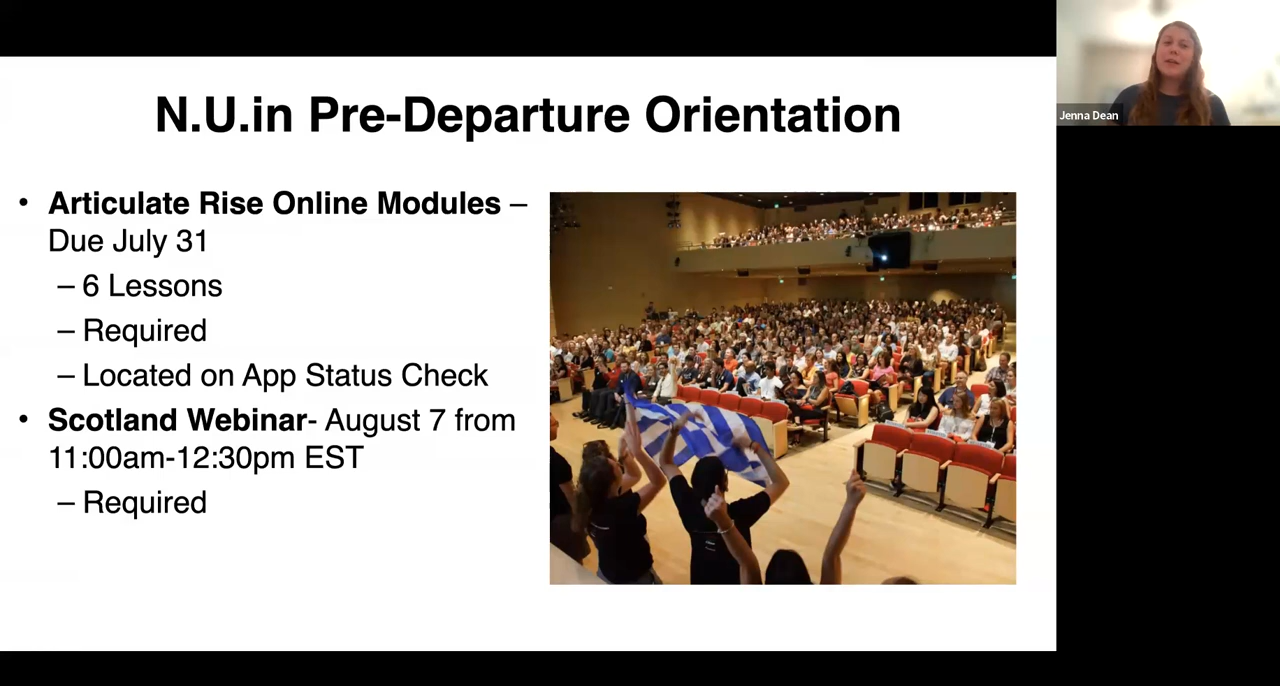 N.U.in Pre-Departure Orientation
• Articulate Rise Online Modules –
Due July 31
– 6 Lessons
– Required
– Located on App Status Check
• Scotland Webinar- August 7 from
11:00am-12:30pm EST
– Required
Jenna Dean